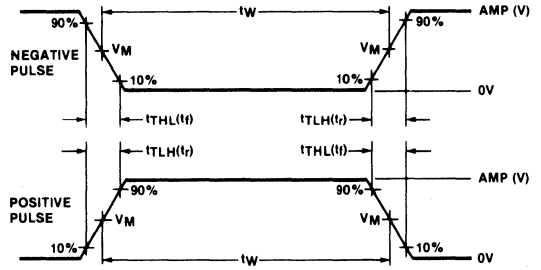 tW
AMP (V)
90%
90%
NEGATIVE
PULSE
VM
VM
10%
10%
0V
tTHL(tf)
tTLH(tr)
tTLH(tr)
tTHL(tf)
AMP (V)
90%
90%
POSITIVE
PULSE
VM
VM
10%
10%
0V
tW